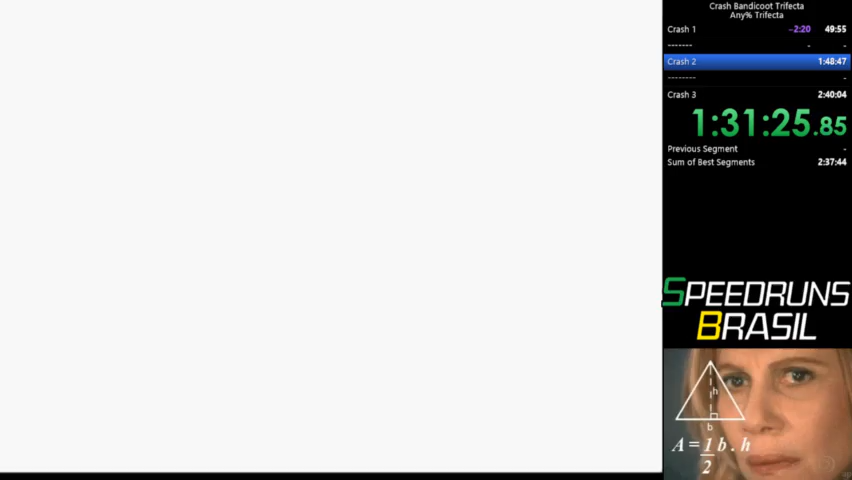 Crash Bandicoot Trifecta
Any% Trifecta
Crash 1 -2:20 49:55
------- - -
Crash 2 1:48:47
-------- -
Crash 3 2:40:04
1:31:25.85
Previous Segment -
Sum of Best Segments 2:37:44
SPEEDRUNS
BRASIL
h
b
A = 1/2 b . h